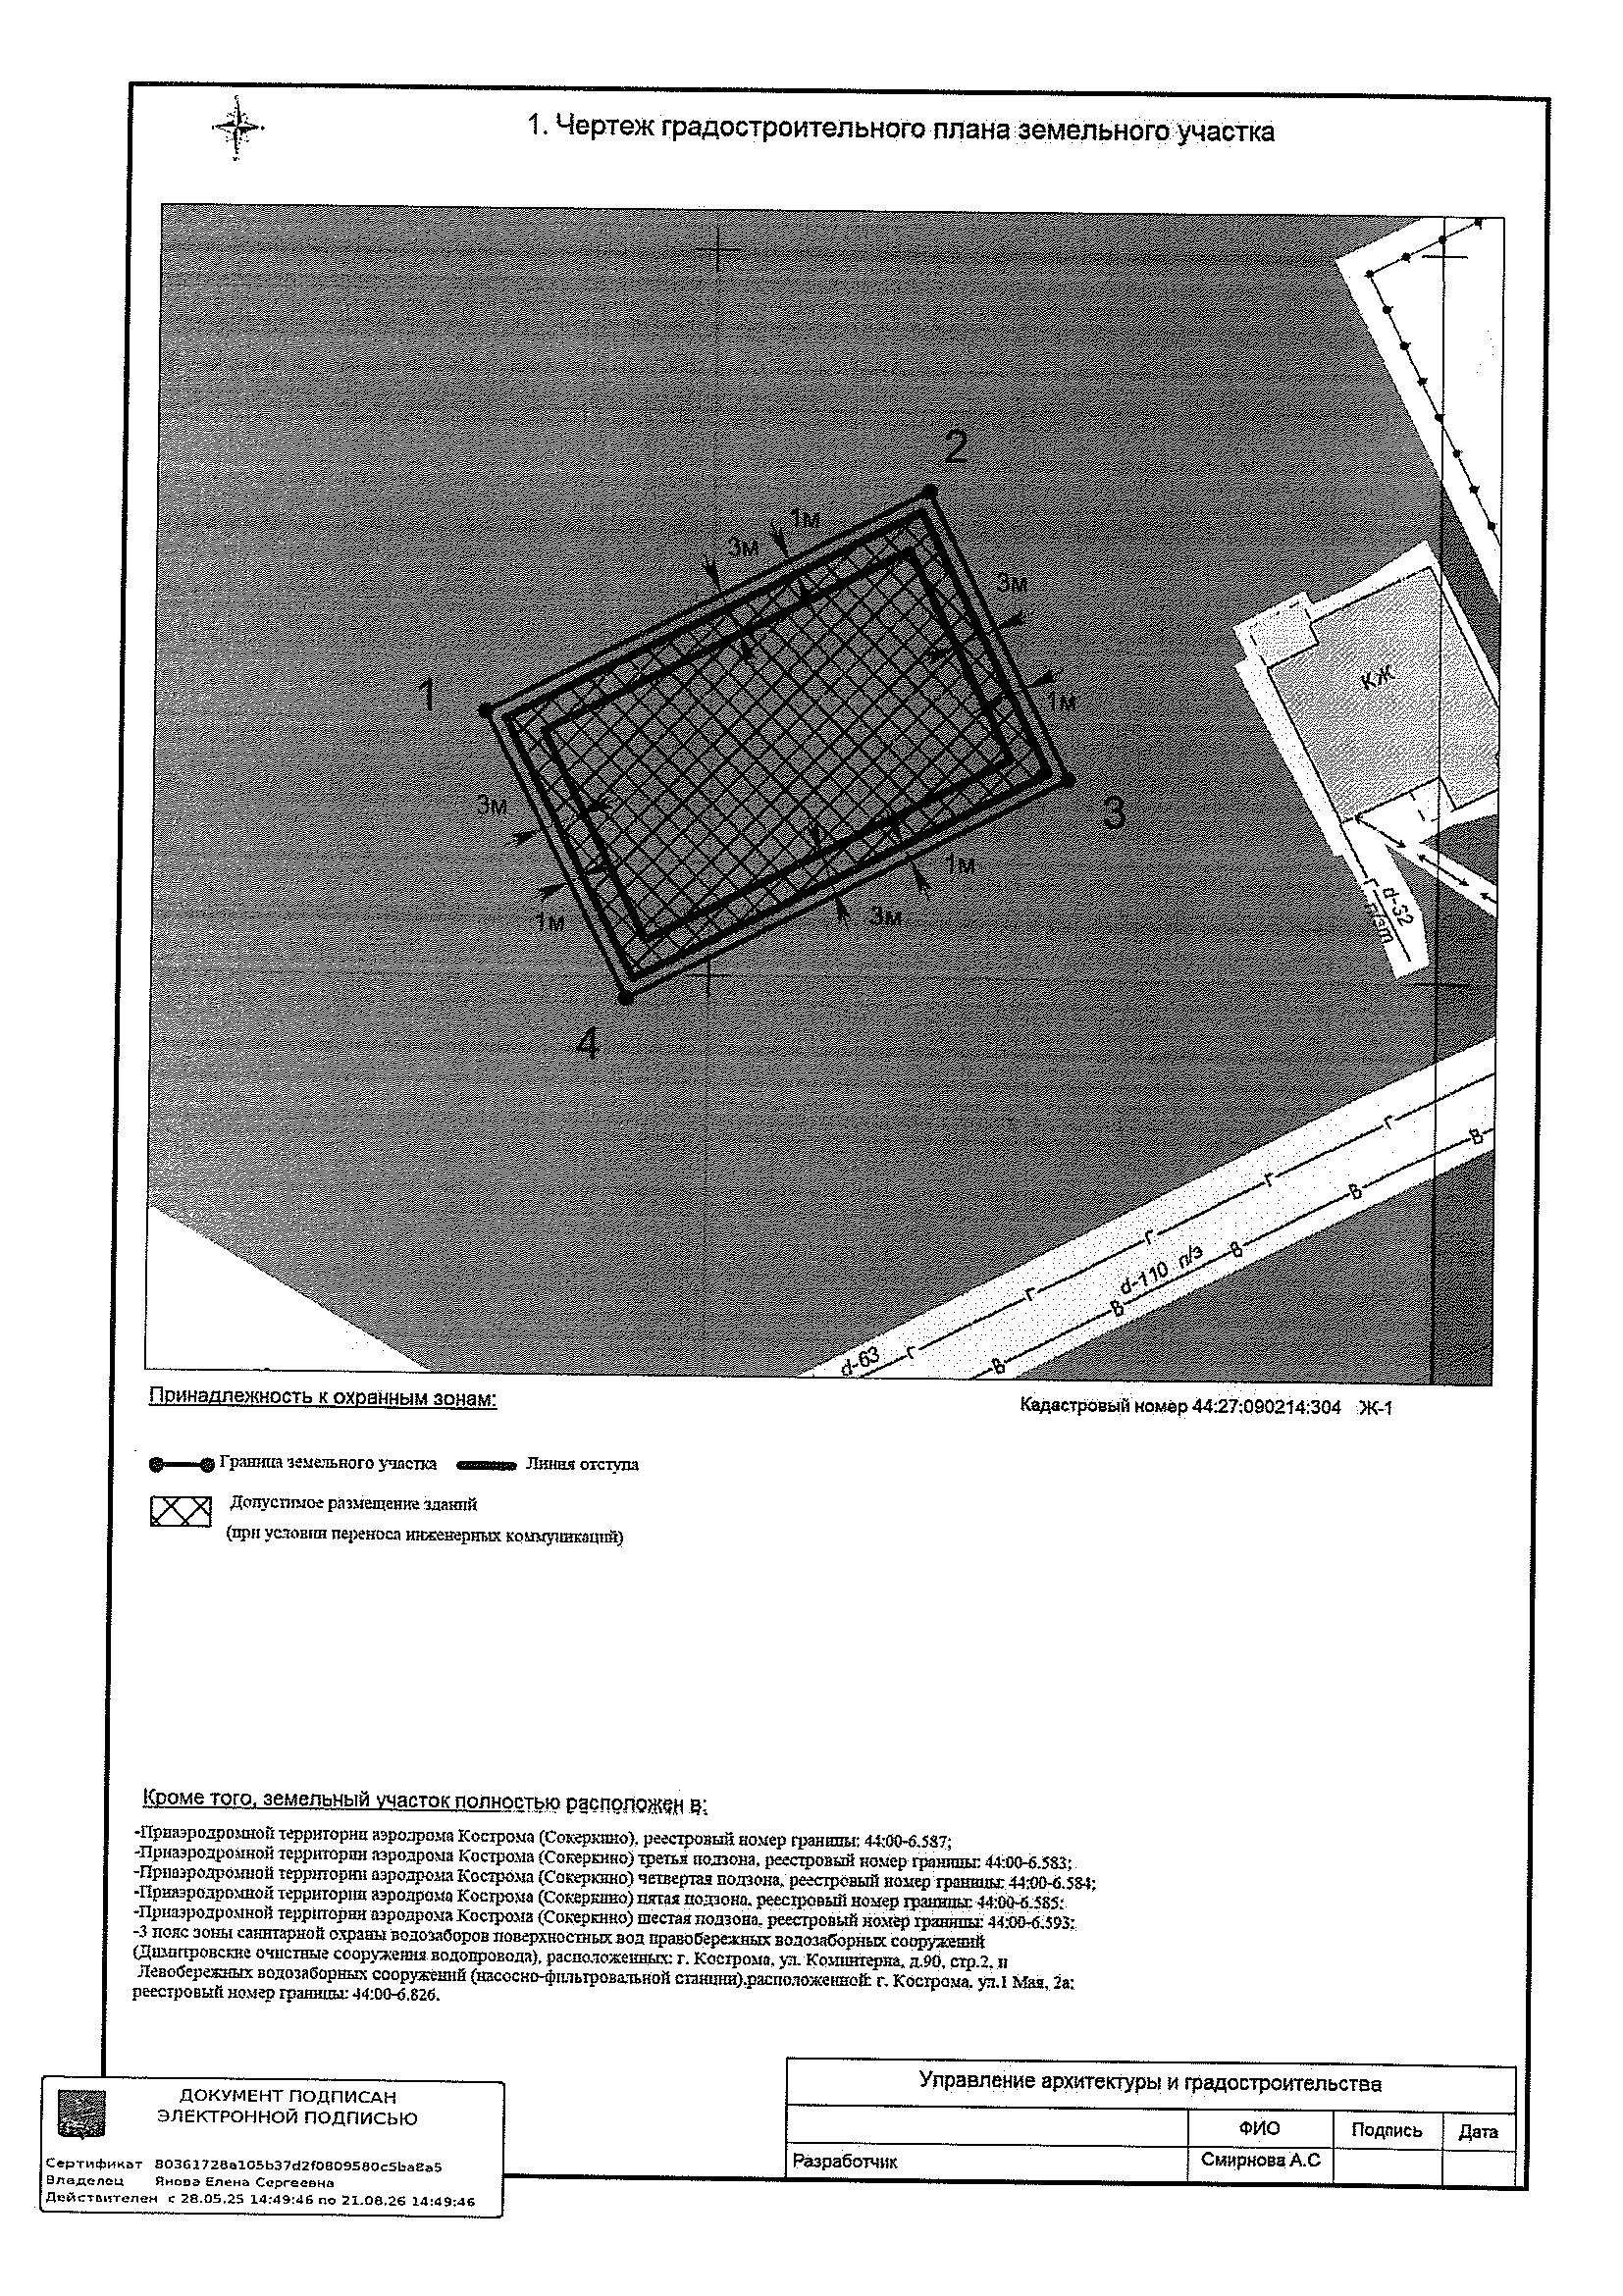 1. Чертеж градостроительного плана земельного участка
2
1м
3м
3м
1
1м
КЖ
3м
3
1м
1м
3м
d-32
п/эт
Г
4
Г
В
Г
В
Г
В
d-110 п/э
Г
В
d-63
Г
В
Принадлежность к охранным зонам:
Кадастровый номер 44:27:090214:304 Ж-1
Граница земельного участка Линия отступа
Допустимое размещение зданий
(при условии переноса инженерных коммуникаций)
Кроме того, земельный участок полностью расположен в:
-Приаэродромной территории аэродрома Кострома (Сокеркино), реестровый номер границы: 44:00-6.587;
-Приаэродромной территории аэродрома Кострома (Сокеркино) третья подзона, реестровый номер границы: 44:00-6.583;
-Приаэродромной территории аэродрома Кострома (Сокеркино) четвертая подзона, реестровый номер границы: 44:00-6.584;
-Приаэродромной территории аэродрома Кострома (Сокеркино) пятая подзона, реестровый номер границы: 44:00-6.585;
-Приаэродромной территории аэродрома Кострома (Сокеркино) шестая подзона, реестровый номер границы: 44:00-6.593;
-3 пояс зоны санитарной охраны водозаборов поверхностных вод правобережных водозаборных сооружений
(Димитровские очистные сооружения водопровода), расположенных: г. Кострома, ул. Коминтерна, д.90, стр.2, и
Левобережных водозаборных сооружений (насосно-фильтровальной станции),расположенной: г. Кострома, ул.1 Мая, 2а;
реестровый номер границы: 44:00-6.826.
Управление архитектуры и градостроительства
ФИО Подпись Дата
Разработчик Смирнова А.С
ДОКУМЕНТ ПОДПИСАН
ЭЛЕКТРОННОЙ ПОДПИСЬЮ
Сертификат 80361728a105b37d2f0809580c5ba8a5
Владелец Янова Елена Сергеевна
Действителен с 28.05.25 14:49:46 по 21.08.26 14:49:46